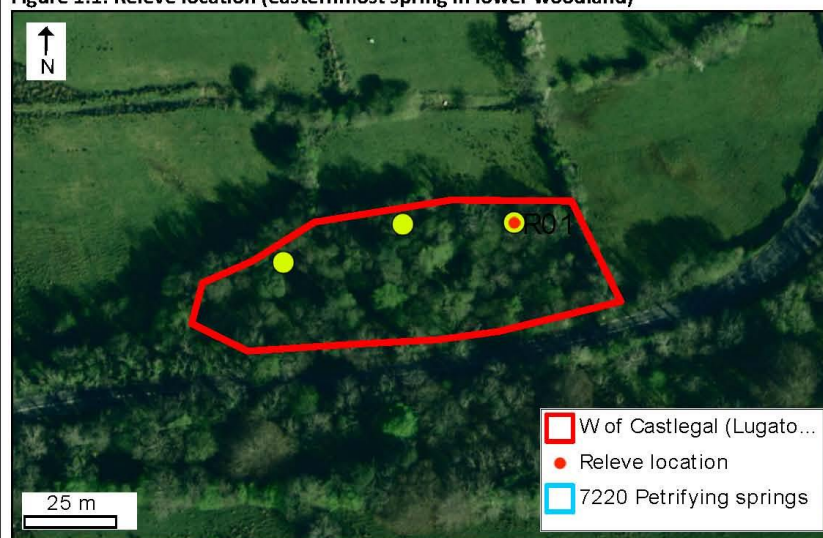 Figure 1.1: Releve location (Easternmost spring in lower woodland)
N
R01
W of Castlegal (Lugato...
Releve location
7220 Petrifying springs
25 m